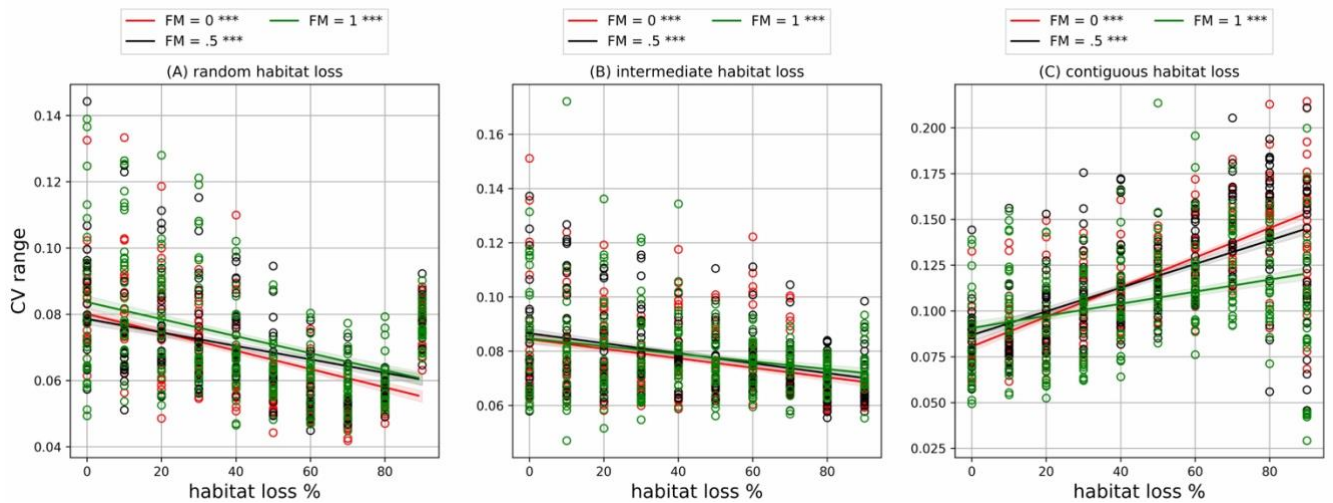 FM = 0 *** FM = 1 ***
FM = .5 ***
FM = 0 *** FM = 1 ***
FM = .5 ***
FM = 0 *** FM = 1 ***
FM = .5 ***
(A) random habitat loss
(B) intermediate habitat loss
(C) contiguous habitat loss
CV range
0.14
0.12
0.10
0.08
0.06
0.04
0 20 40 60 80
habitat loss %
0.16
0.14
0.12
0.10
0.08
0.06
0 20 40 60 80
habitat loss %
0.200
0.175
0.150
0.125
0.100
0.075
0.050
0.025
0 20 40 60 80
habitat loss %